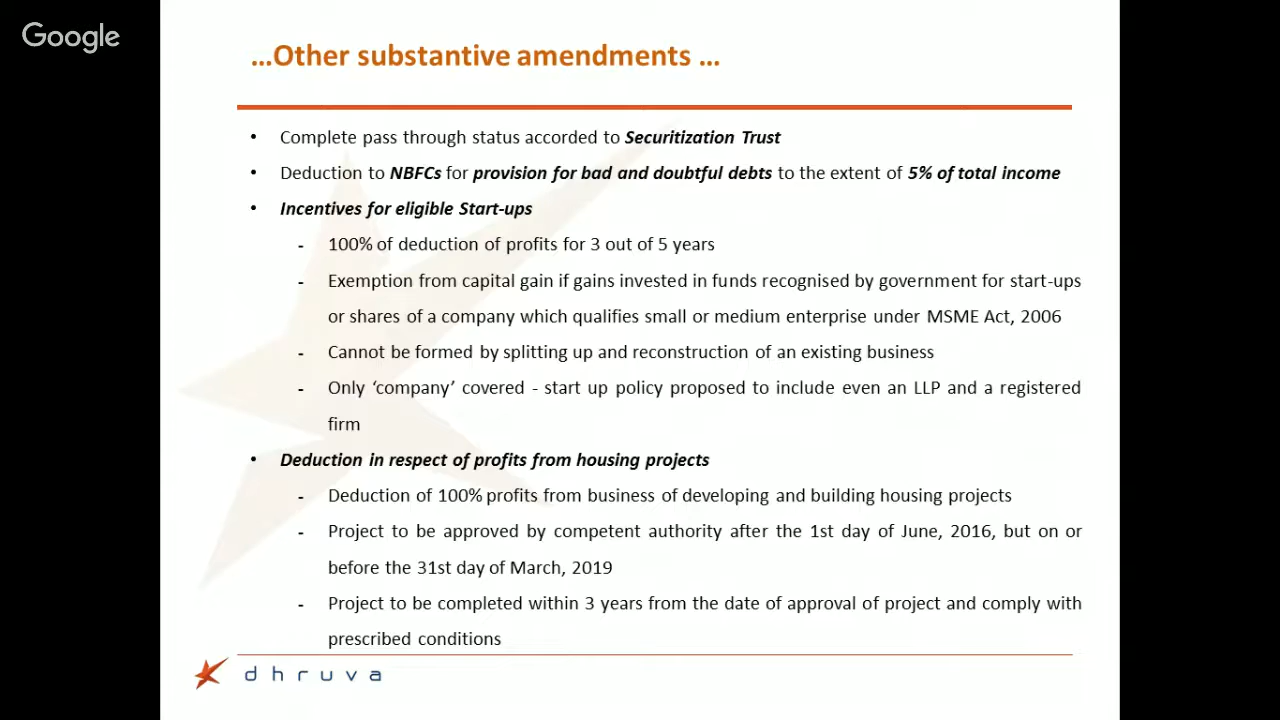 Google
...Other substantive amendments ...
• Complete pass through status accorded to Securitization Trust
• Deduction to NBFCs for provision for bad and doubtful debts to the extent of 5% of total income
• Incentives for eligible Start-ups
- 100% of deduction of profits for 3 out of 5 years
- Exemption from capital gain if gains invested in funds recognised by government for start-ups
or shares of a company which qualifies small or medium enterprise under MSME Act, 2006
- Cannot be formed by splitting up and reconstruction of an existing business
- Only ‘company’ covered - start up policy proposed to include even an LLP and a registered
firm
• Deduction in respect of profits from housing projects
- Deduction of 100% profits from business of developing and building housing projects
- Project to be approved by competent authority after the 1st day of June, 2016, but on or
before the 31st day of March, 2019
- Project to be completed within 3 years from the date of approval of project and comply with
prescribed conditions
dhruva